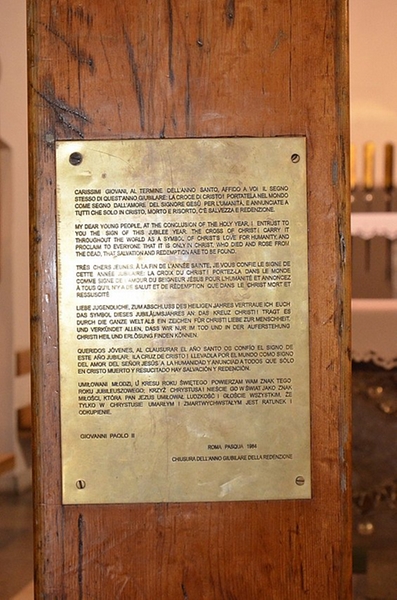 CARISSIMI GIOVANI, AL TERMINE DELL'ANNO SANTO, AFFIDO A VOI IL SEGNO
STESSO DI QUEST'ANNO GIUBILARE: LA CROCE DI CRISTO! PORTATELA NEL MONDO
COME SEGNO DALL'AMORE DEL SIGNORE GESÙ PER L'UMANITÀ, E ANNUNCIATE A
TUTTI CHE SOLO IN CRISTO, MORTO E RISORTO, C'È SALVEZZA E REDENZIONE.
MY DEAR YOUNG PEOPLE, AT THE CONCLUSION OF THE HOLY YEAR, I ENTRUST TO
YOU THE SIGN OF THIS JUBILEE YEAR: THE CROSS OF CHRIST! CARRY IT
THROUGHOUT THE WORLD AS A SYMBOL OF CHRIST'S LOVE FOR HUMANITY, AND
PROCLAIM TO EVERYONE THAT IT IS ONLY IN CHRIST, WHO DIED AND ROSE FROM
THE DEAD, THAT SALVATION AND REDEMPTION ARE TO BE FOUND.
TRÈS CHERS JEUNES À LA FIN DE L'ANNÉE SAINTE, JE VOUS CONFIE LE SIGNE DE
CETTE ANNÉE JUBILAIRE: LA CROIX DU CHRIST! PORTEZ-LA DANS LE MONDE
COMME SIGNE DE L'AMOUR DU SEIGNEUR JÉSUS POUR L'HUMANITÉ ET ANNONCEZ
À TOUS QU'IL N'Y A DE SALUT ET DE RÉDEMPTION QUE DANS LE CHRIST MORT ET
RESSUSCITÉ
LIEBE JUGENDLICHE, ZUM ABSCHLUSS DES HEILIGEN JAHRES VERTRAUE ICH EUCH
DAS SYMBOL DIESES JUBILÄUMSJAHRES AN: DAS KREUZ CHRISTI! TRAGT ES
DURCH DIE GANZE WELT ALS EIN ZEICHEN FÜR CHRISTI LIEBE ZUR MENSCHHEIT,
UND VERKÜNDET ALLEN, DASS WIR NUR IM TOD UND IN DER AUFERSTEHUNG
CHRISTI HEIL UND ERLÖSUNG FINDEN KÖNNEN.
QUERIDOS JÓVENES, AL CLAUSURAR EL AÑO SANTO OS CONFÍO EL SIGNO DE
ESTE AÑO JUBILAR: ¡LA CRUZ DE CRISTO! LLEVADLA POR EL MUNDO COMO SIGNO
DEL AMOR DEL SEÑOR JESÚS A LA HUMANIDAD Y ANUNCIAD A TODOS QUE SÓLO
EN CRISTO MUERTO Y RESUCITADO HAY SALVACIÓN Y REDENCIÓN.
UMIŁOWANI MŁODZI, U KRESU ROKU ŚWIĘTEGO POWIERZAM WAM ZNAK TEGO
ROKU JUBILEUSZOWEGO: KRZYŻ CHRYSTUSA! NIEŚCIE GO W ŚWIAT JAKO ZNAK
MIŁOŚCI, KTÓRĄ PAN JEZUS UMIŁOWAŁ LUDZKOŚĆ I GŁOŚCIE WSZYSTKIM, ŻE
TYLKO W CHRYSTUSIE UMARŁYM I ZMARTWYCHWSTAŁYM JEST RATUNEK I
ODKUPIENIE.
GIOVANNI PAOLO II
ROMA, PASQUA 1984
CHIUSURA DELL'ANNO GIUBILARE DELLA REDENZIONE